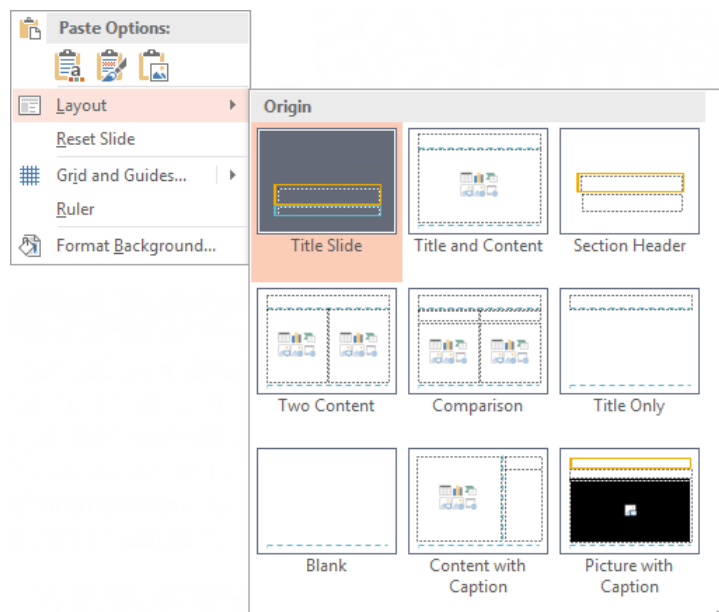 Paste Options:
Layout
Reset Slide
Grid and Guides...
Ruler
Format Background...
Origin
Title Slide
Title and Content
Section Header
Two Content
Comparison
Title Only
Blank
Content with
Caption
Picture with
Caption